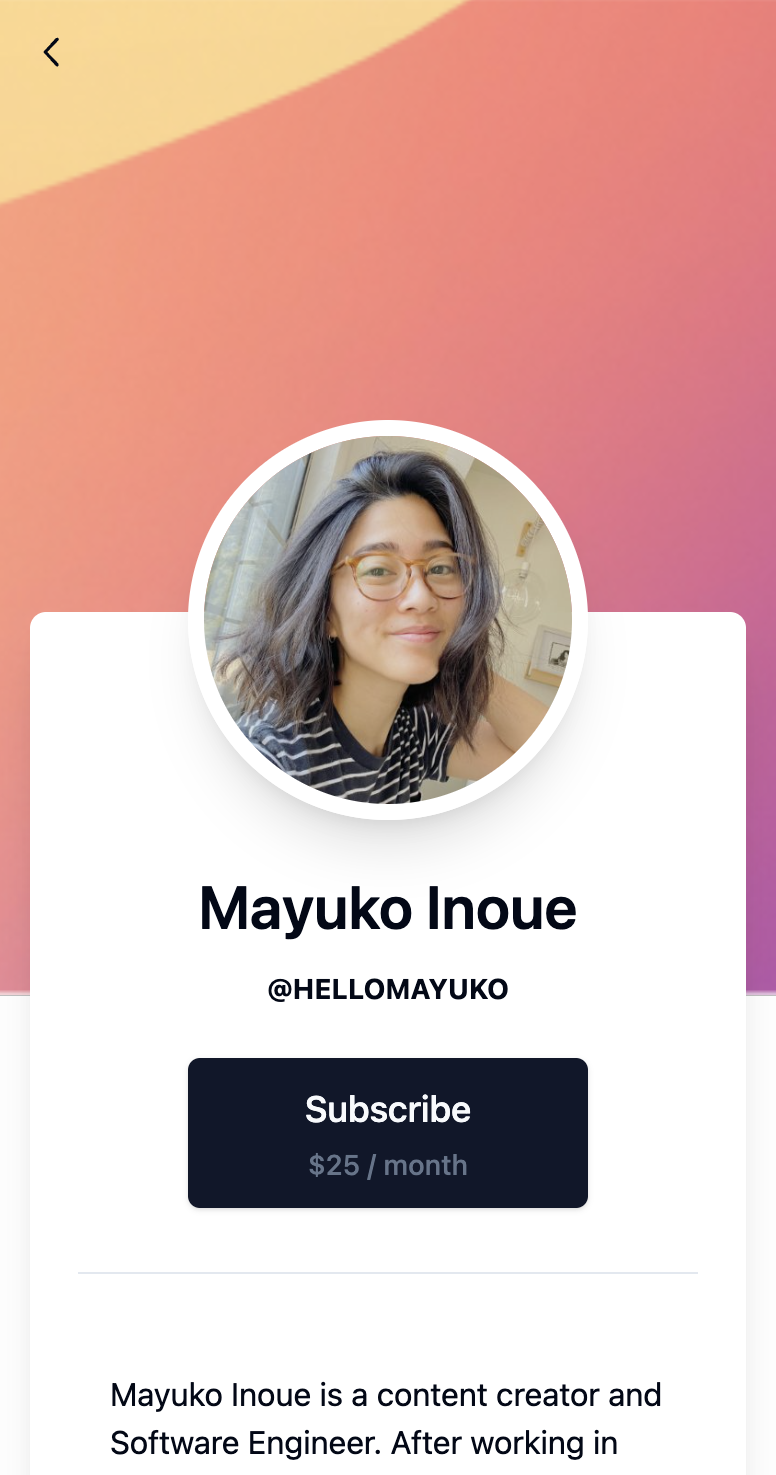 Mayuko Inoue
@HELLOMAYUKO
Subscribe
$25 / month
Mayuko Inoue is a content creator and
Software Engineer. After working in